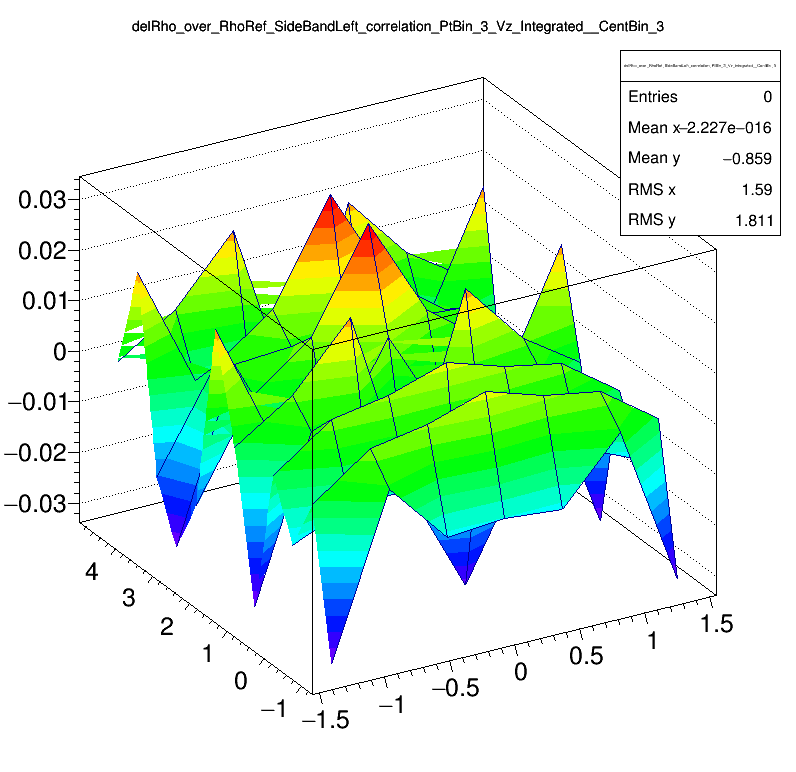 delRho_over_RhoRef_SideBandLeft_correlation_PtBin_3_Vz_Integrated__CentBin_3
delRho_over_RhoRef_SideBandLeft_correlation_PtBin_3_Vz_Integrated__CentBin_3
Entries 0
Mean x −2.227e−016
Mean y −0.859
RMS x 1.59
RMS y 1.811
0.03
0.02
0.01
0
−0.01
−0.02
−0.03
4
3
2
1
0
−1
−1.5
−1
−0.5
0
0.5
1
1.5